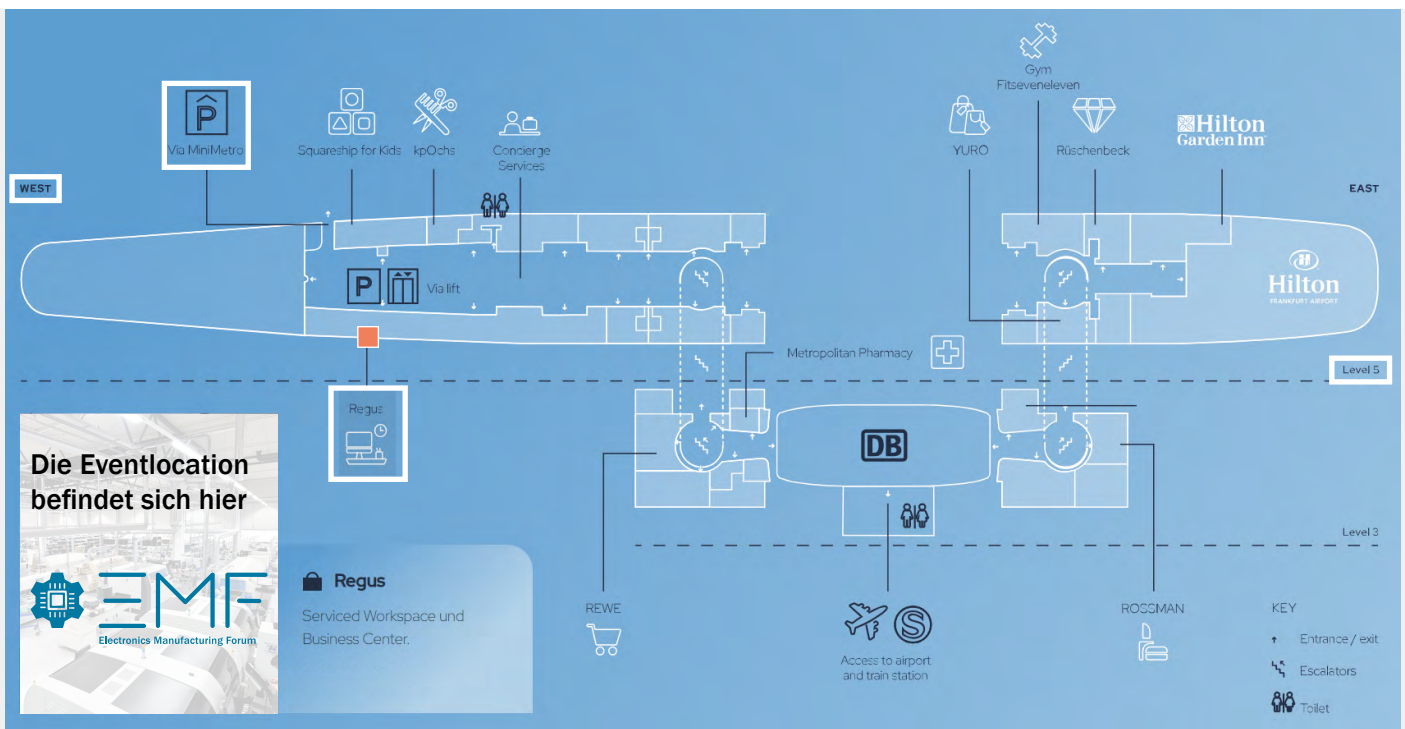 Gym
Fitseveneleven
P
Via MiniMetro
Squareship for Kids
kpOchs
Concierge
Services
YURO
Rüschenbeck
Hilton
Garden Inn
WEST
EAST
P
Via lift
Hilton
FRANKFURT AIRPORT
Metropolitan Pharmacy
Level 5
Regus
DB
Die Eventlocation
befindet sich hier
EMF
Electronics Manufacturing Forum
Regus
Serviced Workspace und
Business Center.
Level 3
REWE
S
Access to airport
and train station
ROSSMAN
KEY
Entrance / exit
Escalators
Toilet